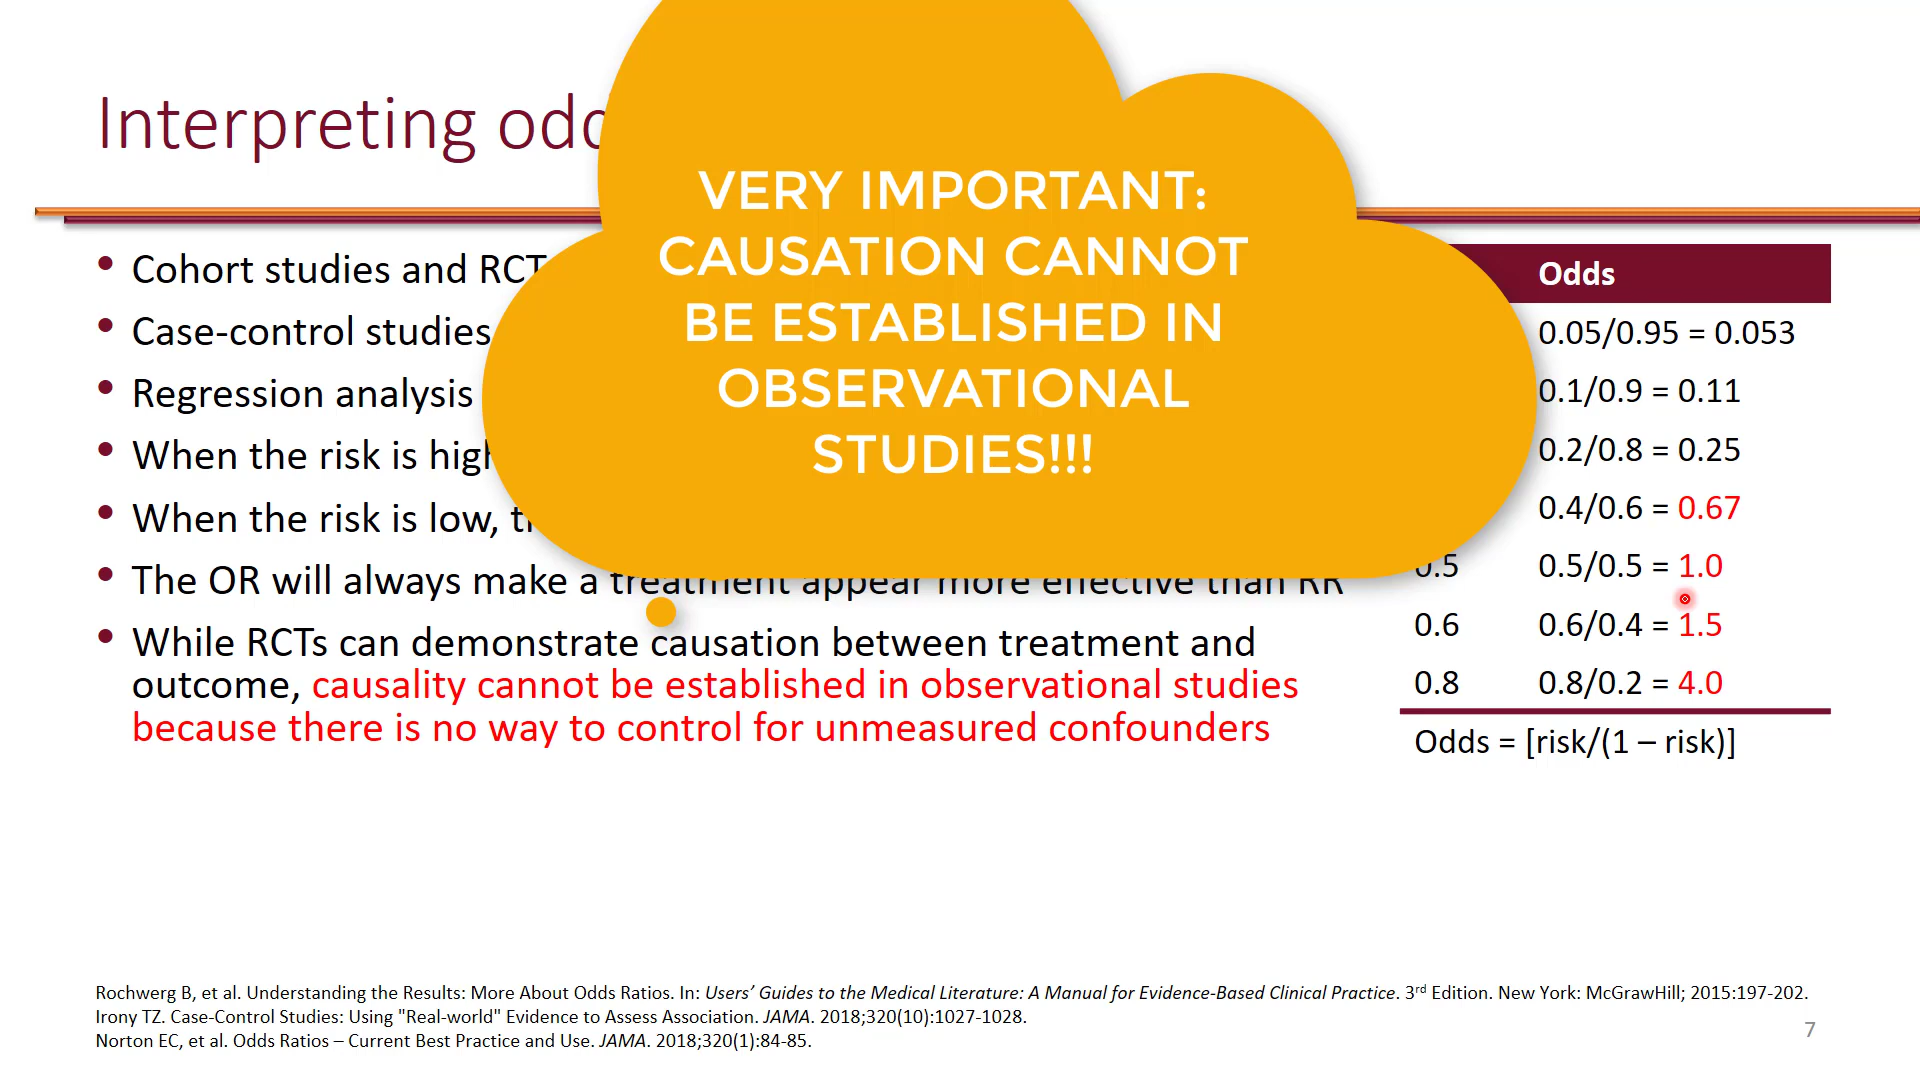 Interpreting
VERY IMPORTANT:
CAUSATION CANNOT
BE ESTABLISHED IN
OBSERVATIONAL
STUDIES!!!
• Cohort studies and RCT
• Case-control studies
• Regression analysis
• When the risk is high
• When the risk is low,
• The OR will always make a treatment appear more effective than RR
• While RCTs can demonstrate causation between treatment and
outcome, causality cannot be established in observational studies
because there is no way to control for unmeasured confounders
Odds
0.05/0.95 = 0.053
0.1/0.9 = 0.11
0.2/0.8 = 0.25
0.4/0.6 = 0.67
0.5 0.5/0.5 = 1.0
0.6 0.6/0.4 = 1.5
0.8 0.8/0.2 = 4.0
Odds = [risk/(1 – risk)]
Rochwerg B, et al. Understanding the Results: More About Odds Ratios. In: Users’ Guides to the Medical Literature: A Manual for Evidence-Based Clinical Practice. 3rd Edition. New York: McGrawHill; 2015:197-202.
Irony TZ. Case-Control Studies: Using "Real-world" Evidence to Assess Association. JAMA. 2018;320(10):1027-1028.
Norton EC, et al. Odds Ratios – Current Best Practice and Use. JAMA. 2018;320(1):84-85.
7